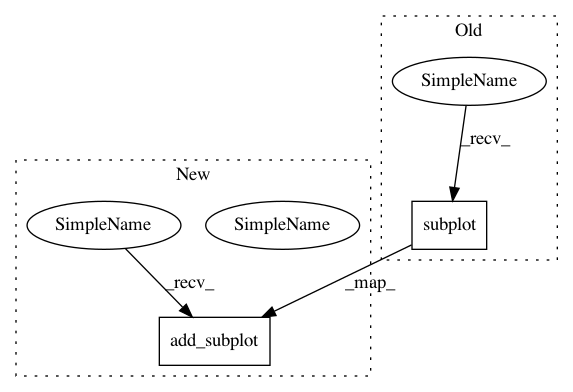 Old
SimpleName
_recv_
New
SimpleName
SimpleName
subplot
_recv_
_map_
add_subplot